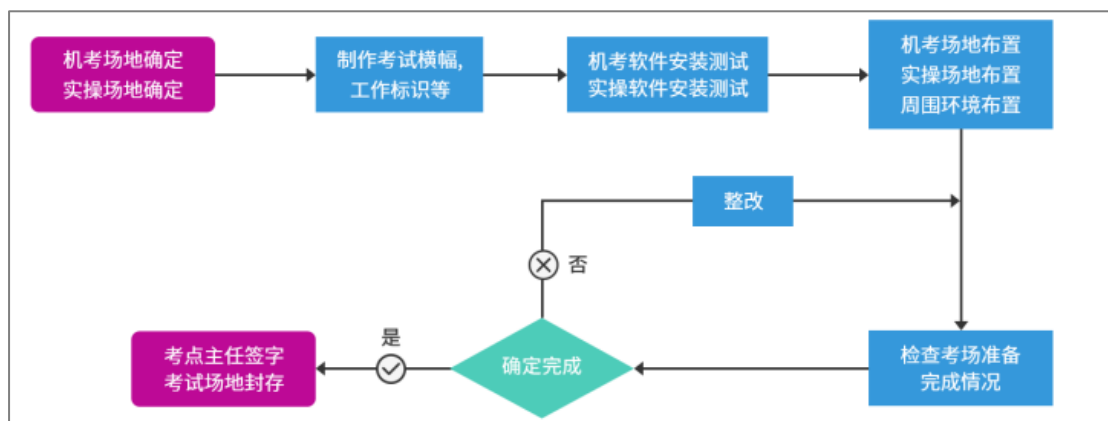 机考场地确定
实操场地确定
制作考试横幅,
工作标识等
机考软件安装测试
实操软件安装测试
机考场地布置
实操场地布置
周围环境布置
整改
否
是
考点主任签字
考试场地封存
确定完成
检查考场准备
完成情况